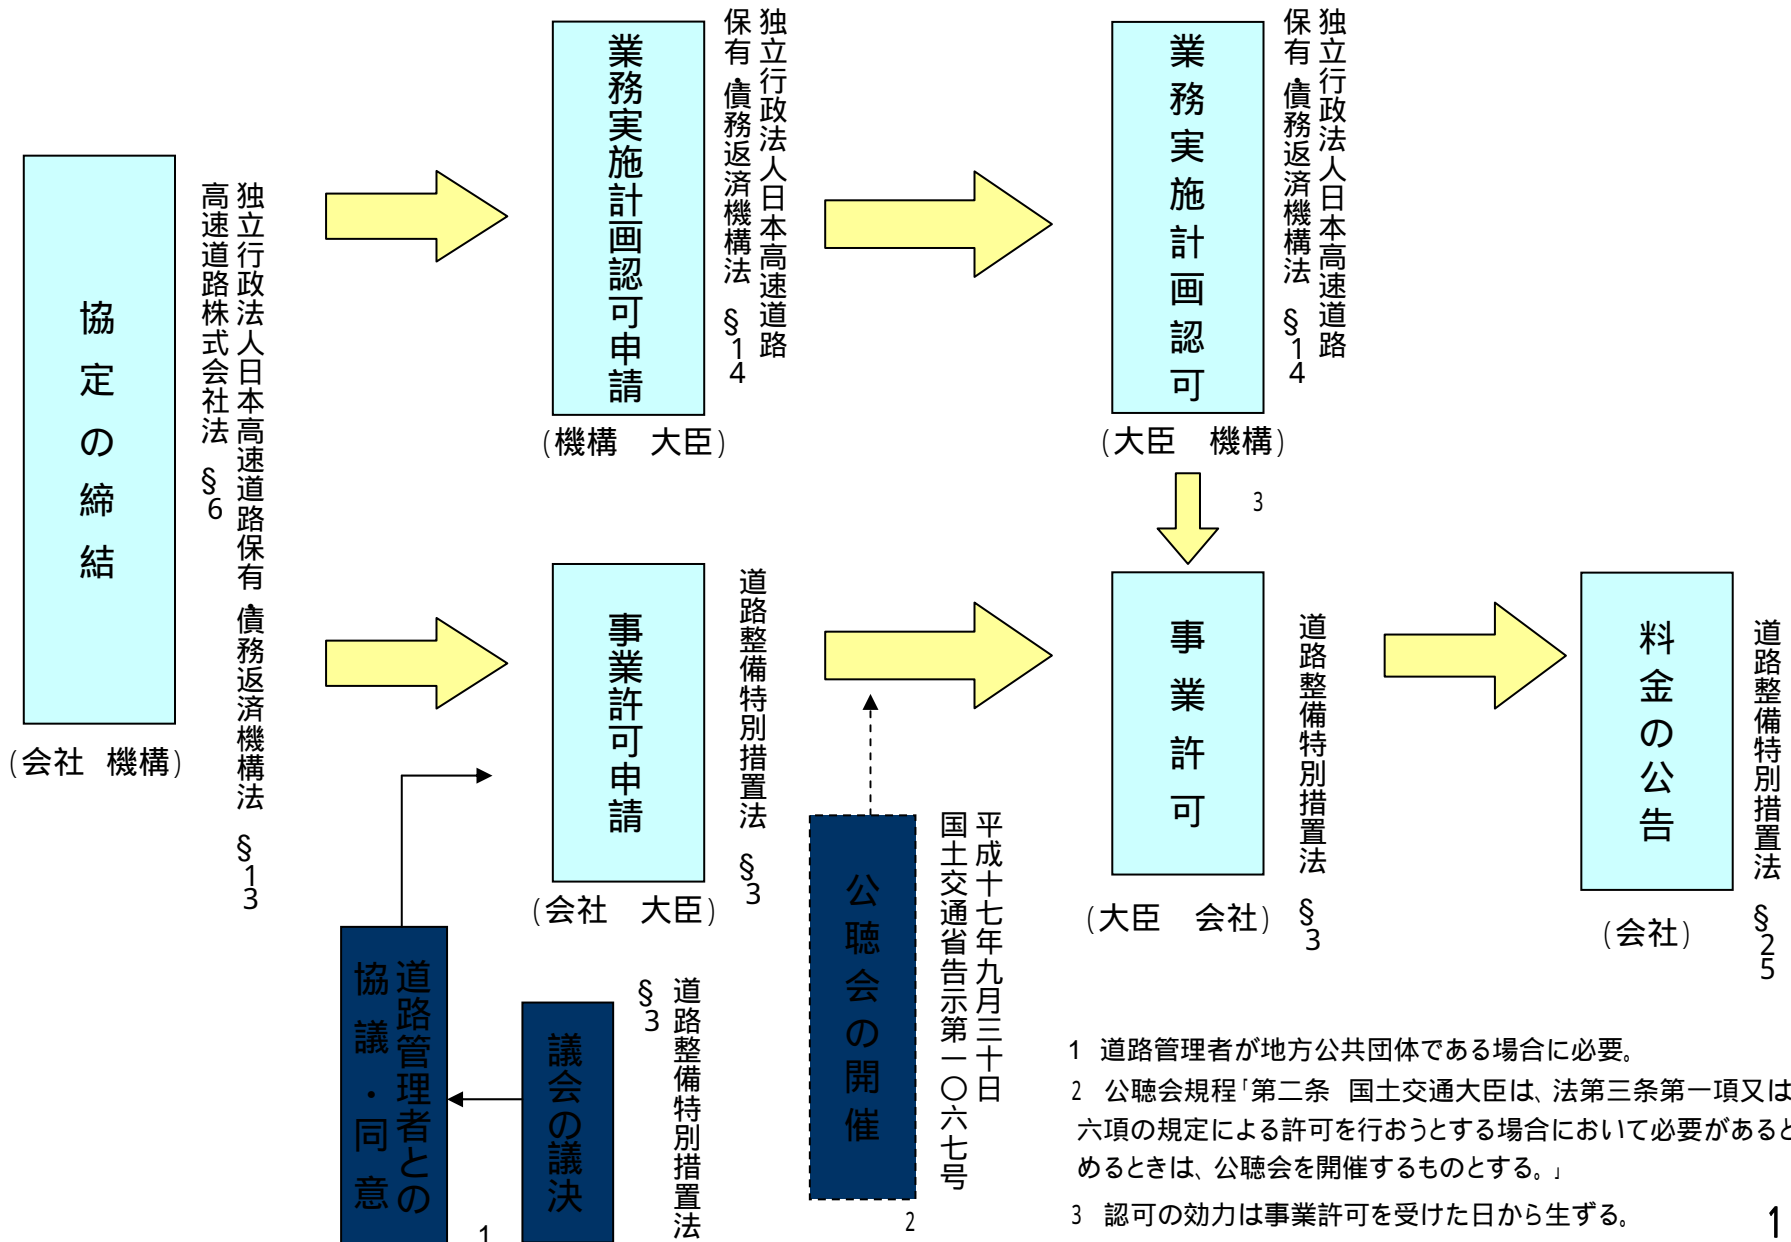 協定の締結
(会社 機構)
独立行政法人日本高速道路保有・債務返済機構法 §13
高速道路株式会社法 §6
業務実施計画認可申請
(機構 大臣)
独立行政法人日本高速道路
保有・債務返済機構法 §14
業務実施計画認可
(大臣 機構)
独立行政法人日本高速道路
保有・債務返済機構法 §14
3
事業許可申請
(会社 大臣)
道路整備特別措置法 §3
事業許可
(大臣 会社)
道路整備特別措置法 §3
料金の公告
(会社)
道路整備特別措置法 §25
道路管理者との
協議・同意
1
議会の議決
道路整備特別措置法
§3
公聴会の開催
2
平成十七年九月三十日
国土交通省告示第一〇六七号
1 道路管理者が地方公共団体である場合に必要。
2 公聴会規程「第二条 国土交通大臣は、法第三条第一項又は
六項の規定による許可を行おうとする場合において必要があると
めるときは、公聴会を開催するものとする。」
3 認可の効力は事業許可を受けた日から生ずる。
1